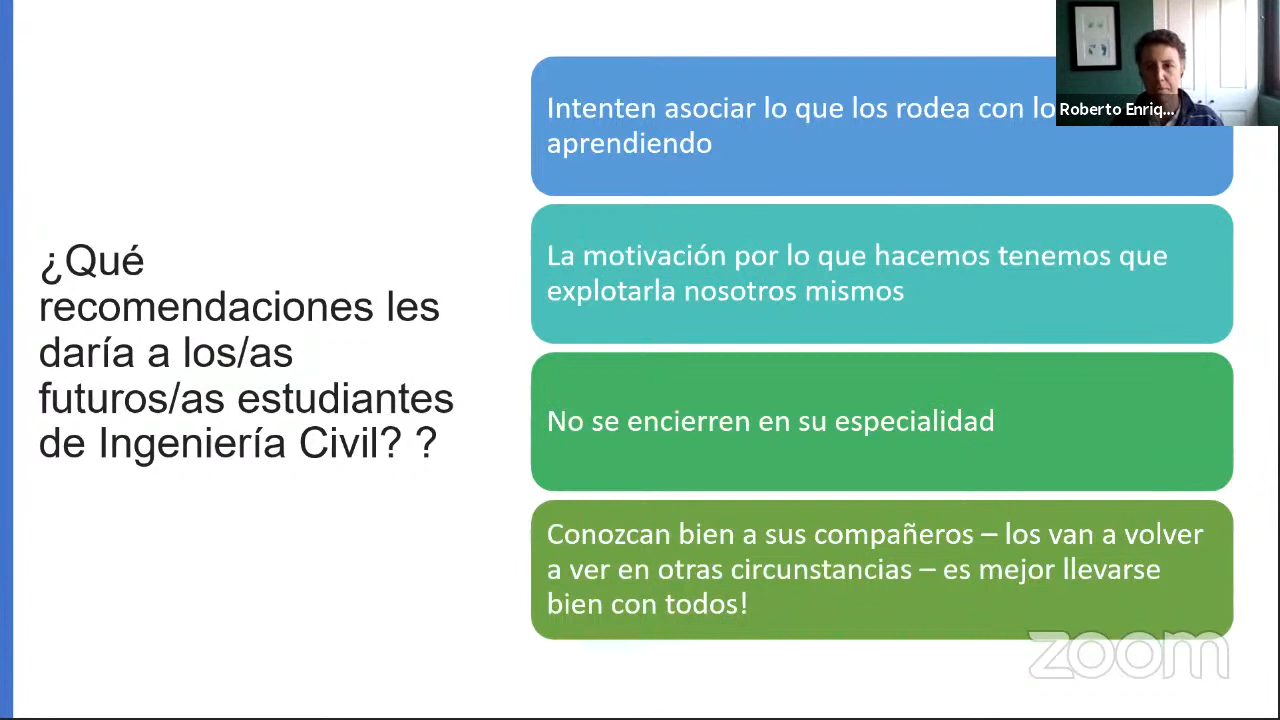 ¿Qué
recomendaciones les
daría a los/as
futuros/as estudiantes
de Ingeniería Civil? ?
Intenten asociar lo que los rodea con lo
aprendiendo
La motivación por lo que hacemos tenemos que
explotarla nosotros mismos
No se encierren en su especialidad
Conozcan bien a sus compañeros – los van a volver
a ver en otras circunstancias – es mejor llevarse
bien con todos!
Roberto Enriq...
zoom